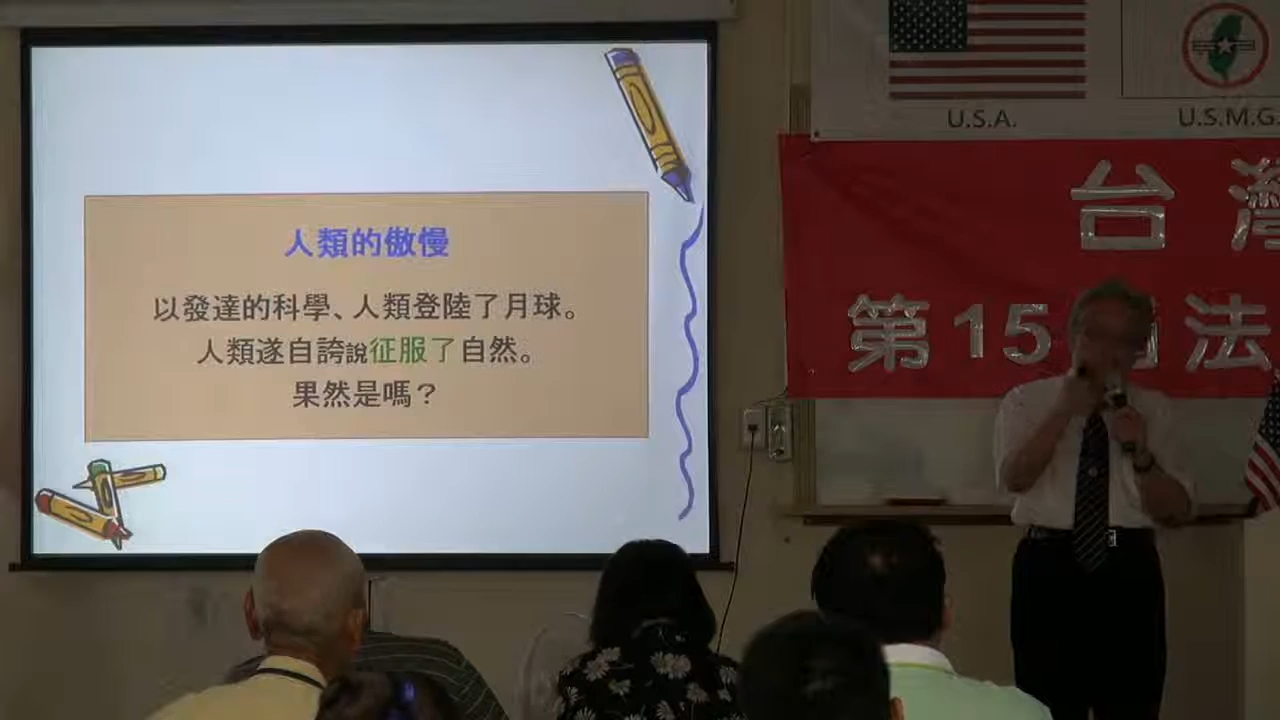 人類的傲慢
以發達的科學、人類登陸了月球。
人類遂自誇說征服了自然。
果然是嗎？
U.S.A.
U.S.M.G.
台灣
第15 法